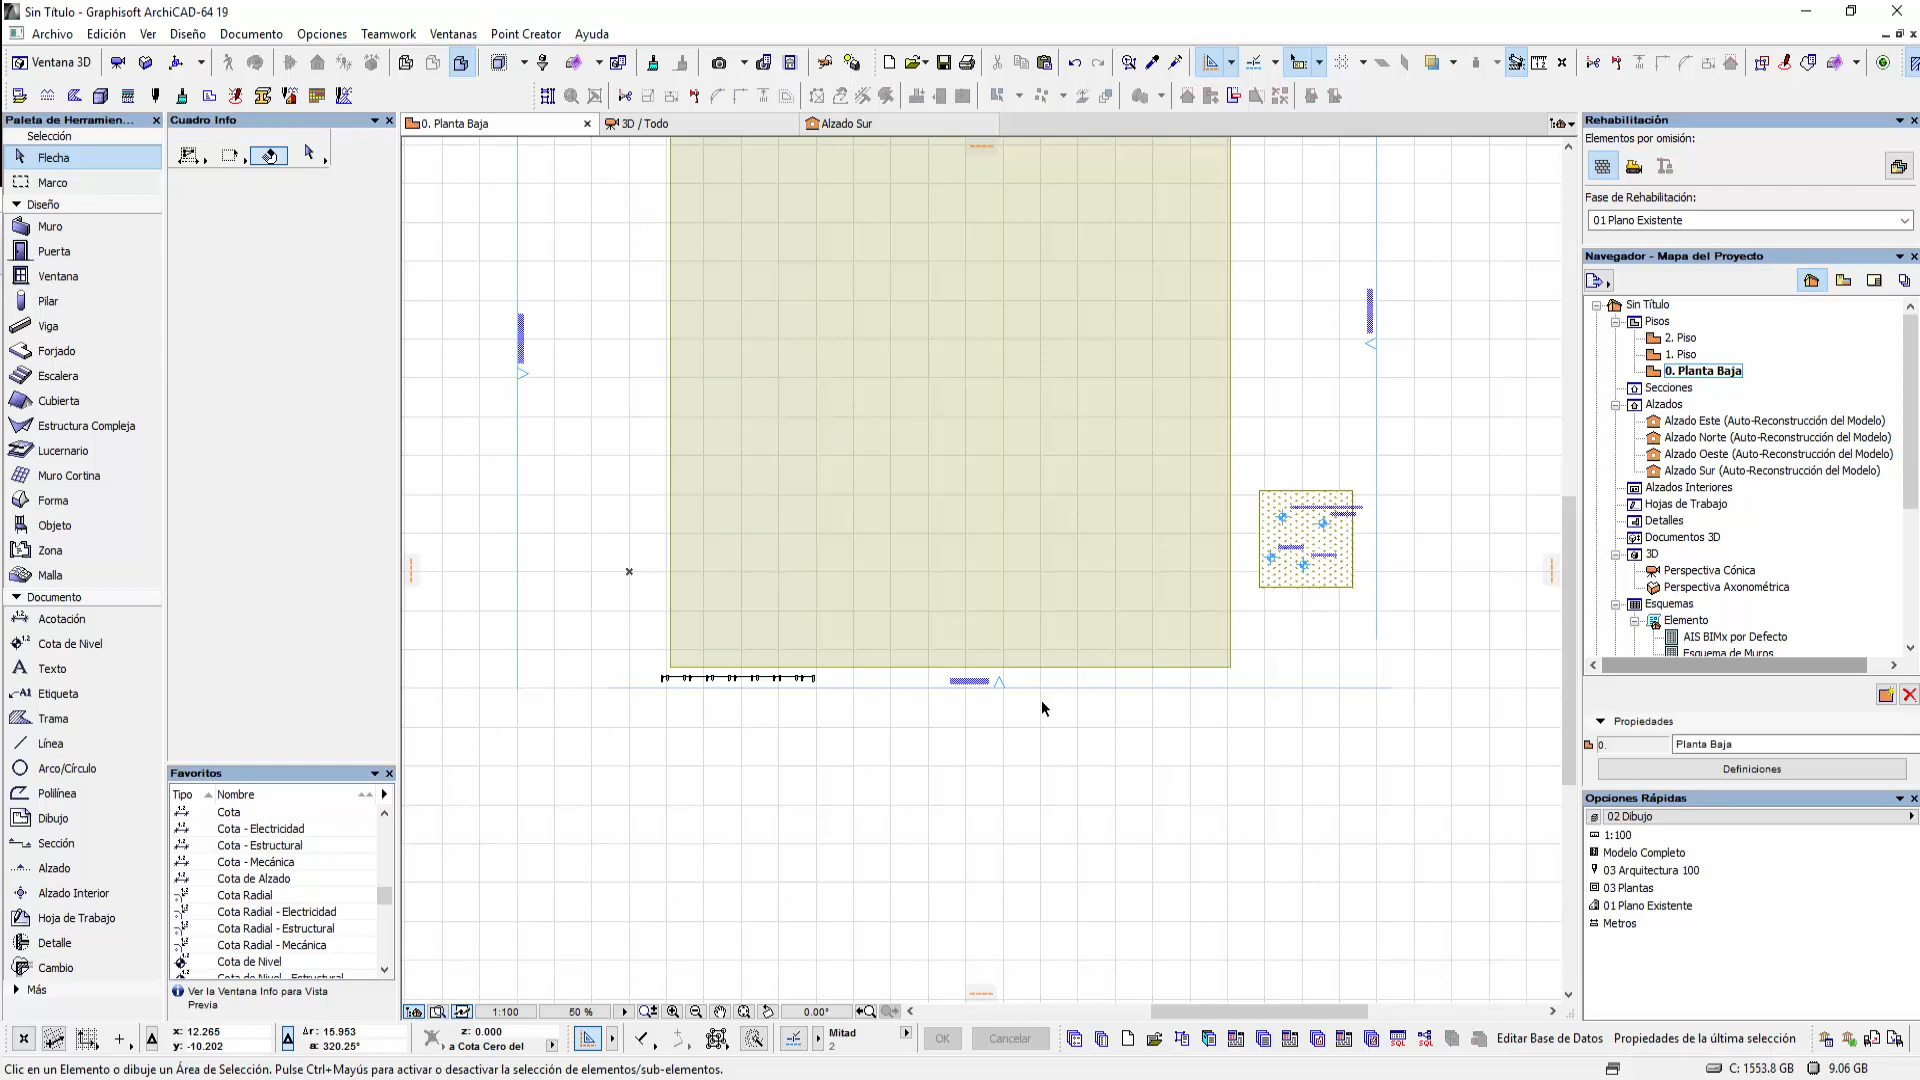 Sin Título - Graphisoft ArchiCAD-64 19
Archivo Edición Ver Diseño Documento Opciones Teamwork Ventanas Point Creator Ayuda
Ventana 3D
Paleta de Herramien...
Selección
Flecha
Marco
Diseño
Muro
Puerta
Ventana
Pilar
Viga
Forjado
Escalera
Cubierta
Estructura Compleja
Lucernario
Muro Cortina
Forma
Objeto
Zona
Malla
Documento
Acotación
Cota de Nivel
Texto
Etiqueta
Trama
Línea
Arco/Círculo
Polilínea
Dibujo
Sección
Alzado
Alzado Interior
Hoja de Trabajo
Detalle
Cambio
Más
Cuadro Info
Favoritos
Tipo Nombre
Cota
Cota - Electricidad
Cota - Estructural
Cota - Mecánica
Cota de Alzado
Cota Radial
Cota Radial - Electricidad
Cota Radial - Estructural
Cota Radial - Mecánica
Cota de Nivel
Cota de Nivel - Estructural
Ver la Ventana Info para Vista
Previa
0. Planta Baja
3D / Todo
Alzado Sur
1:100
50 %
0.00°
Rehabilitación
Elementos por omisión:
Fase de Rehabilitación:
01 Plano Existente
Navegador - Mapa del Proyecto
Sin Título
Pisos
2. Piso
1. Piso
0. Planta Baja
Secciones
Alzados
Alzado Este (Auto-Reconstrucción del Modelo)
Alzado Norte (Auto-Reconstrucción del Modelo)
Alzado Oeste (Auto-Reconstrucción del Modelo)
Alzado Sur (Auto-Reconstrucción del Modelo)
Alzados Interiores
Hojas de Trabajo
Detalles
Documentos 3D
3D
Perspectiva Cónica
Perspectiva Axonométrica
Esquemas
Elemento
AIS BIMx por Defecto
Esquema de Muros
Propiedades
0. Planta Baja
Definiciones
Opciones Rápidas
02 Dibujo
1:100
Modelo Completo
03 Arquitectura 100
03 Plantas
01 Plano Existente
Metros
x: 12.265
y: -10.202
Δr: 15.953
a: 320.25°
z: 0.000
a Cota Cero del
Mitad
2
OK
Cancelar
SQL SQL
Editar Base de Datos
Propiedades de la última selección
Clic en un Elemento o dibuje un Área de Selección. Pulse Ctrl+Mayús para activar o desactivar la selección de elementos/sub-elementos.
C: 1553.8 GB
9.06 GB